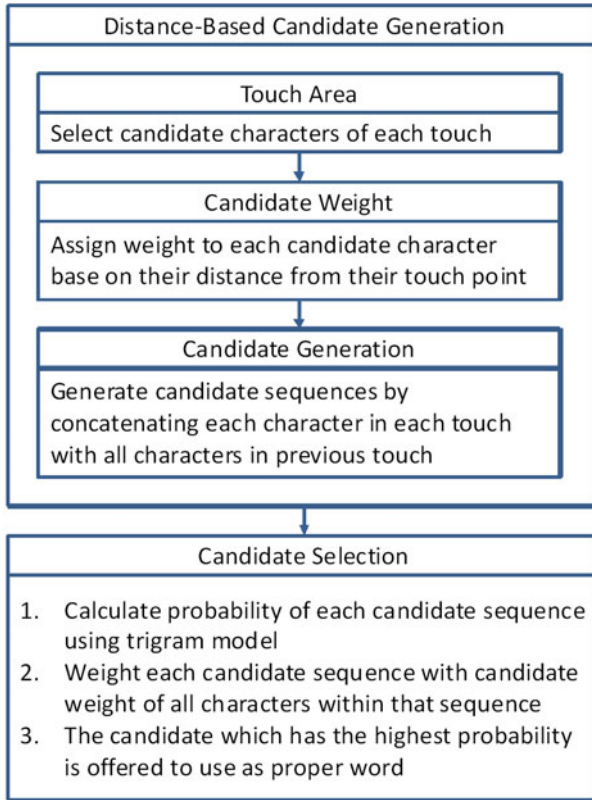 Distance-Based Candidate Generation
Touch Area
Select candidate characters of each touch
Candidate Weight
Assign weight to each candidate character
base on their distance from their touch point
Candidate Generation
Generate candidate sequences by
concatenating each character in each touch
with all characters in previous touch
Candidate Selection
1. Calculate probability of each candidate sequence
using trigram model
2. Weight each candidate sequence with candidate
weight of all characters within that sequence
3. The candidate which has the highest probability
is offered to use as proper word